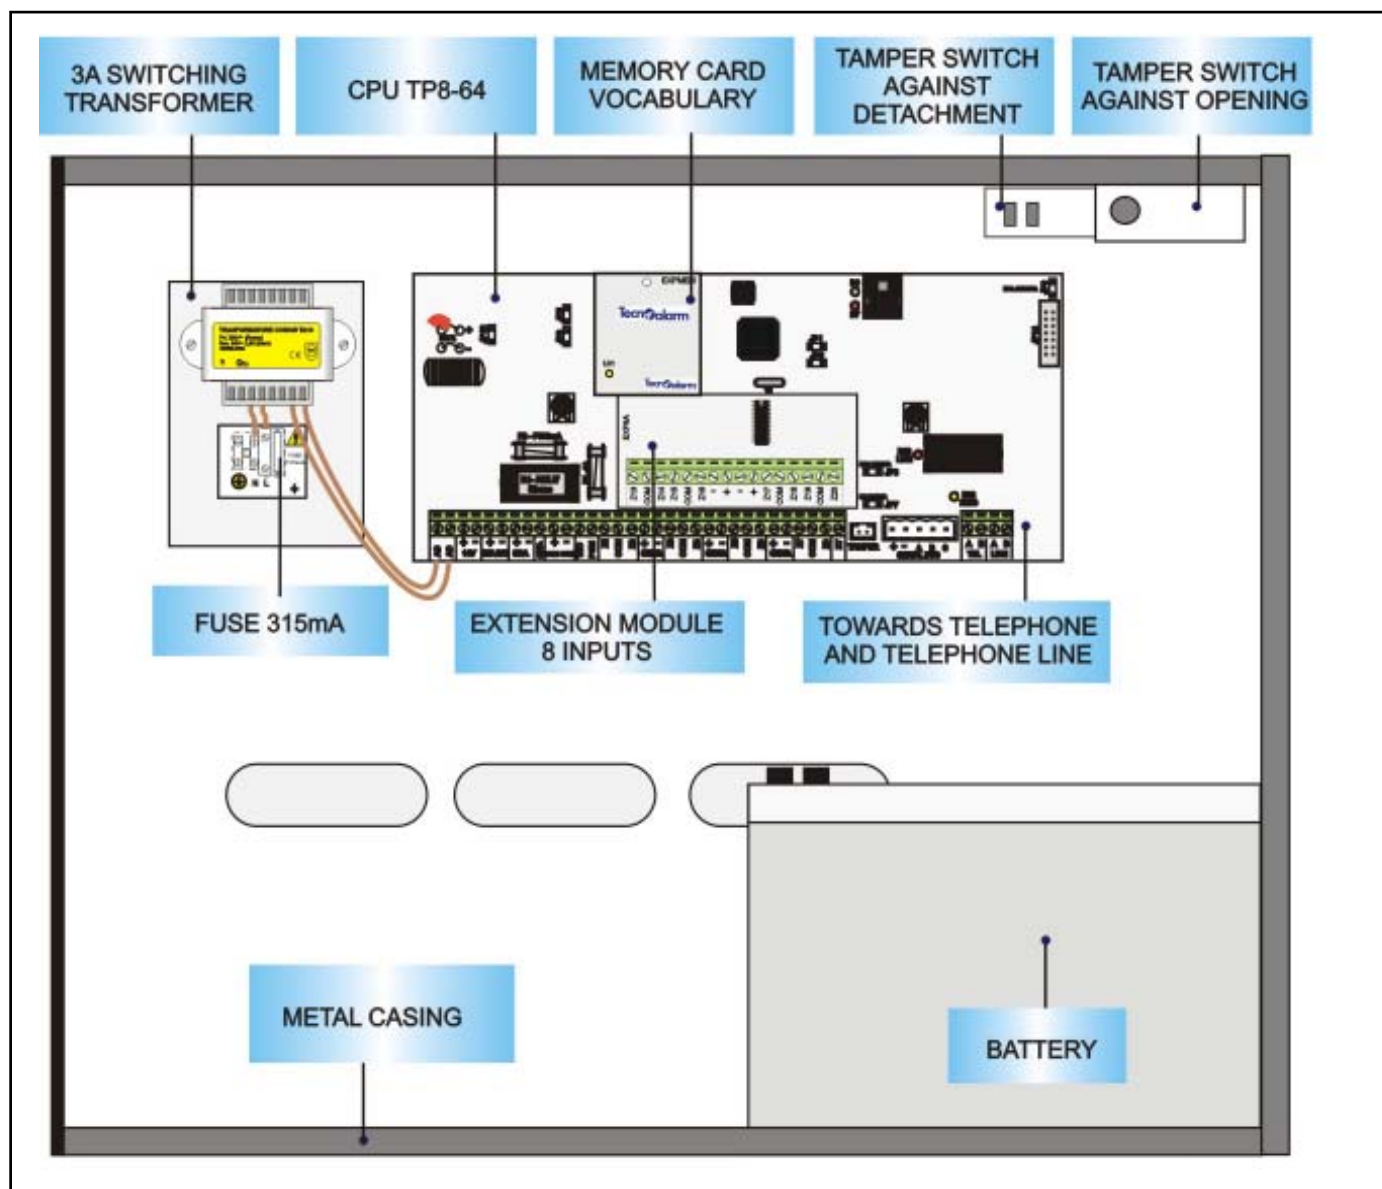 3A SWITCHING
TRANSFORMER
CPU TP8-64
MEMORY CARD
VOCABULARY
TAMPER SWITCH
AGAINST
DETACHMENT
TAMPER SWITCH
AGAINST OPENING
Tecnoalarm
Tecnoalarm
N L
FUSE 315mA
EXTENSION MODULE
8 INPUTS
TOWARDS TELEPHONE
AND TELEPHONE LINE
METAL CASING
BATTERY